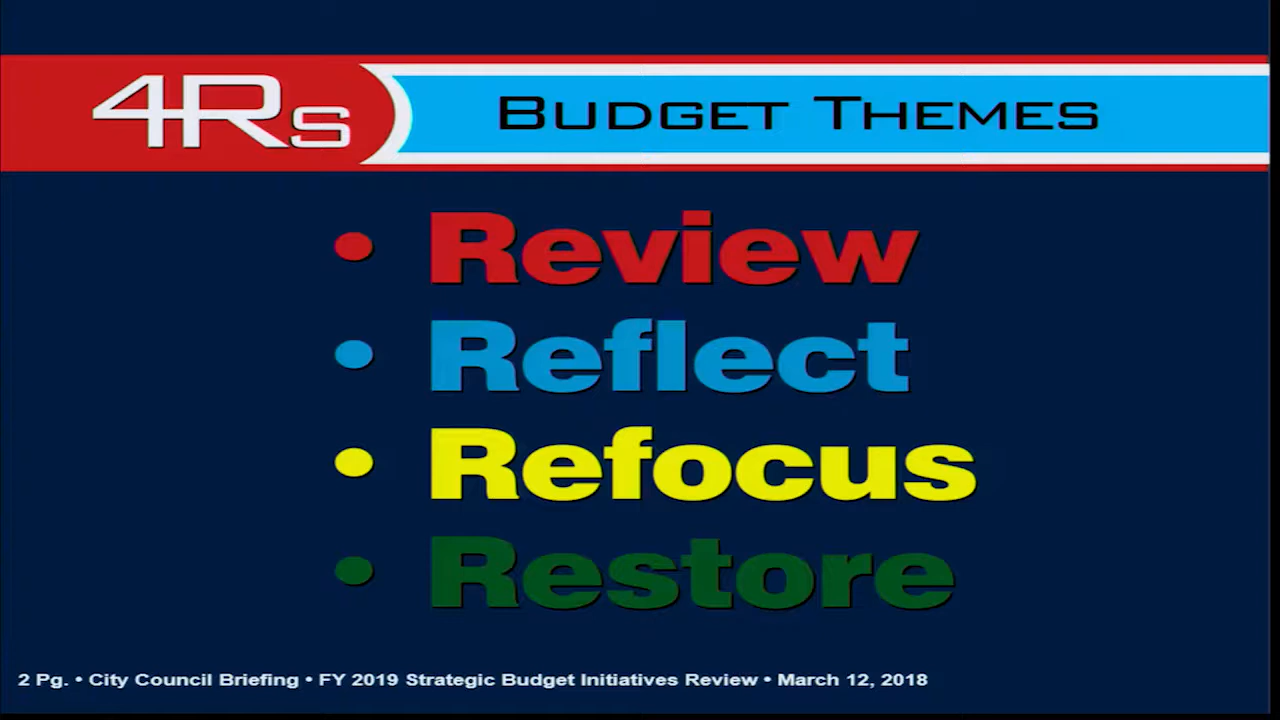 4Rs BUDGET THEMES
• Review
• Reflect
• Refocus
• Restore
2 Pg. • City Council Briefing • FY 2019 Strategic Budget Initiatives Review • March 12, 2018